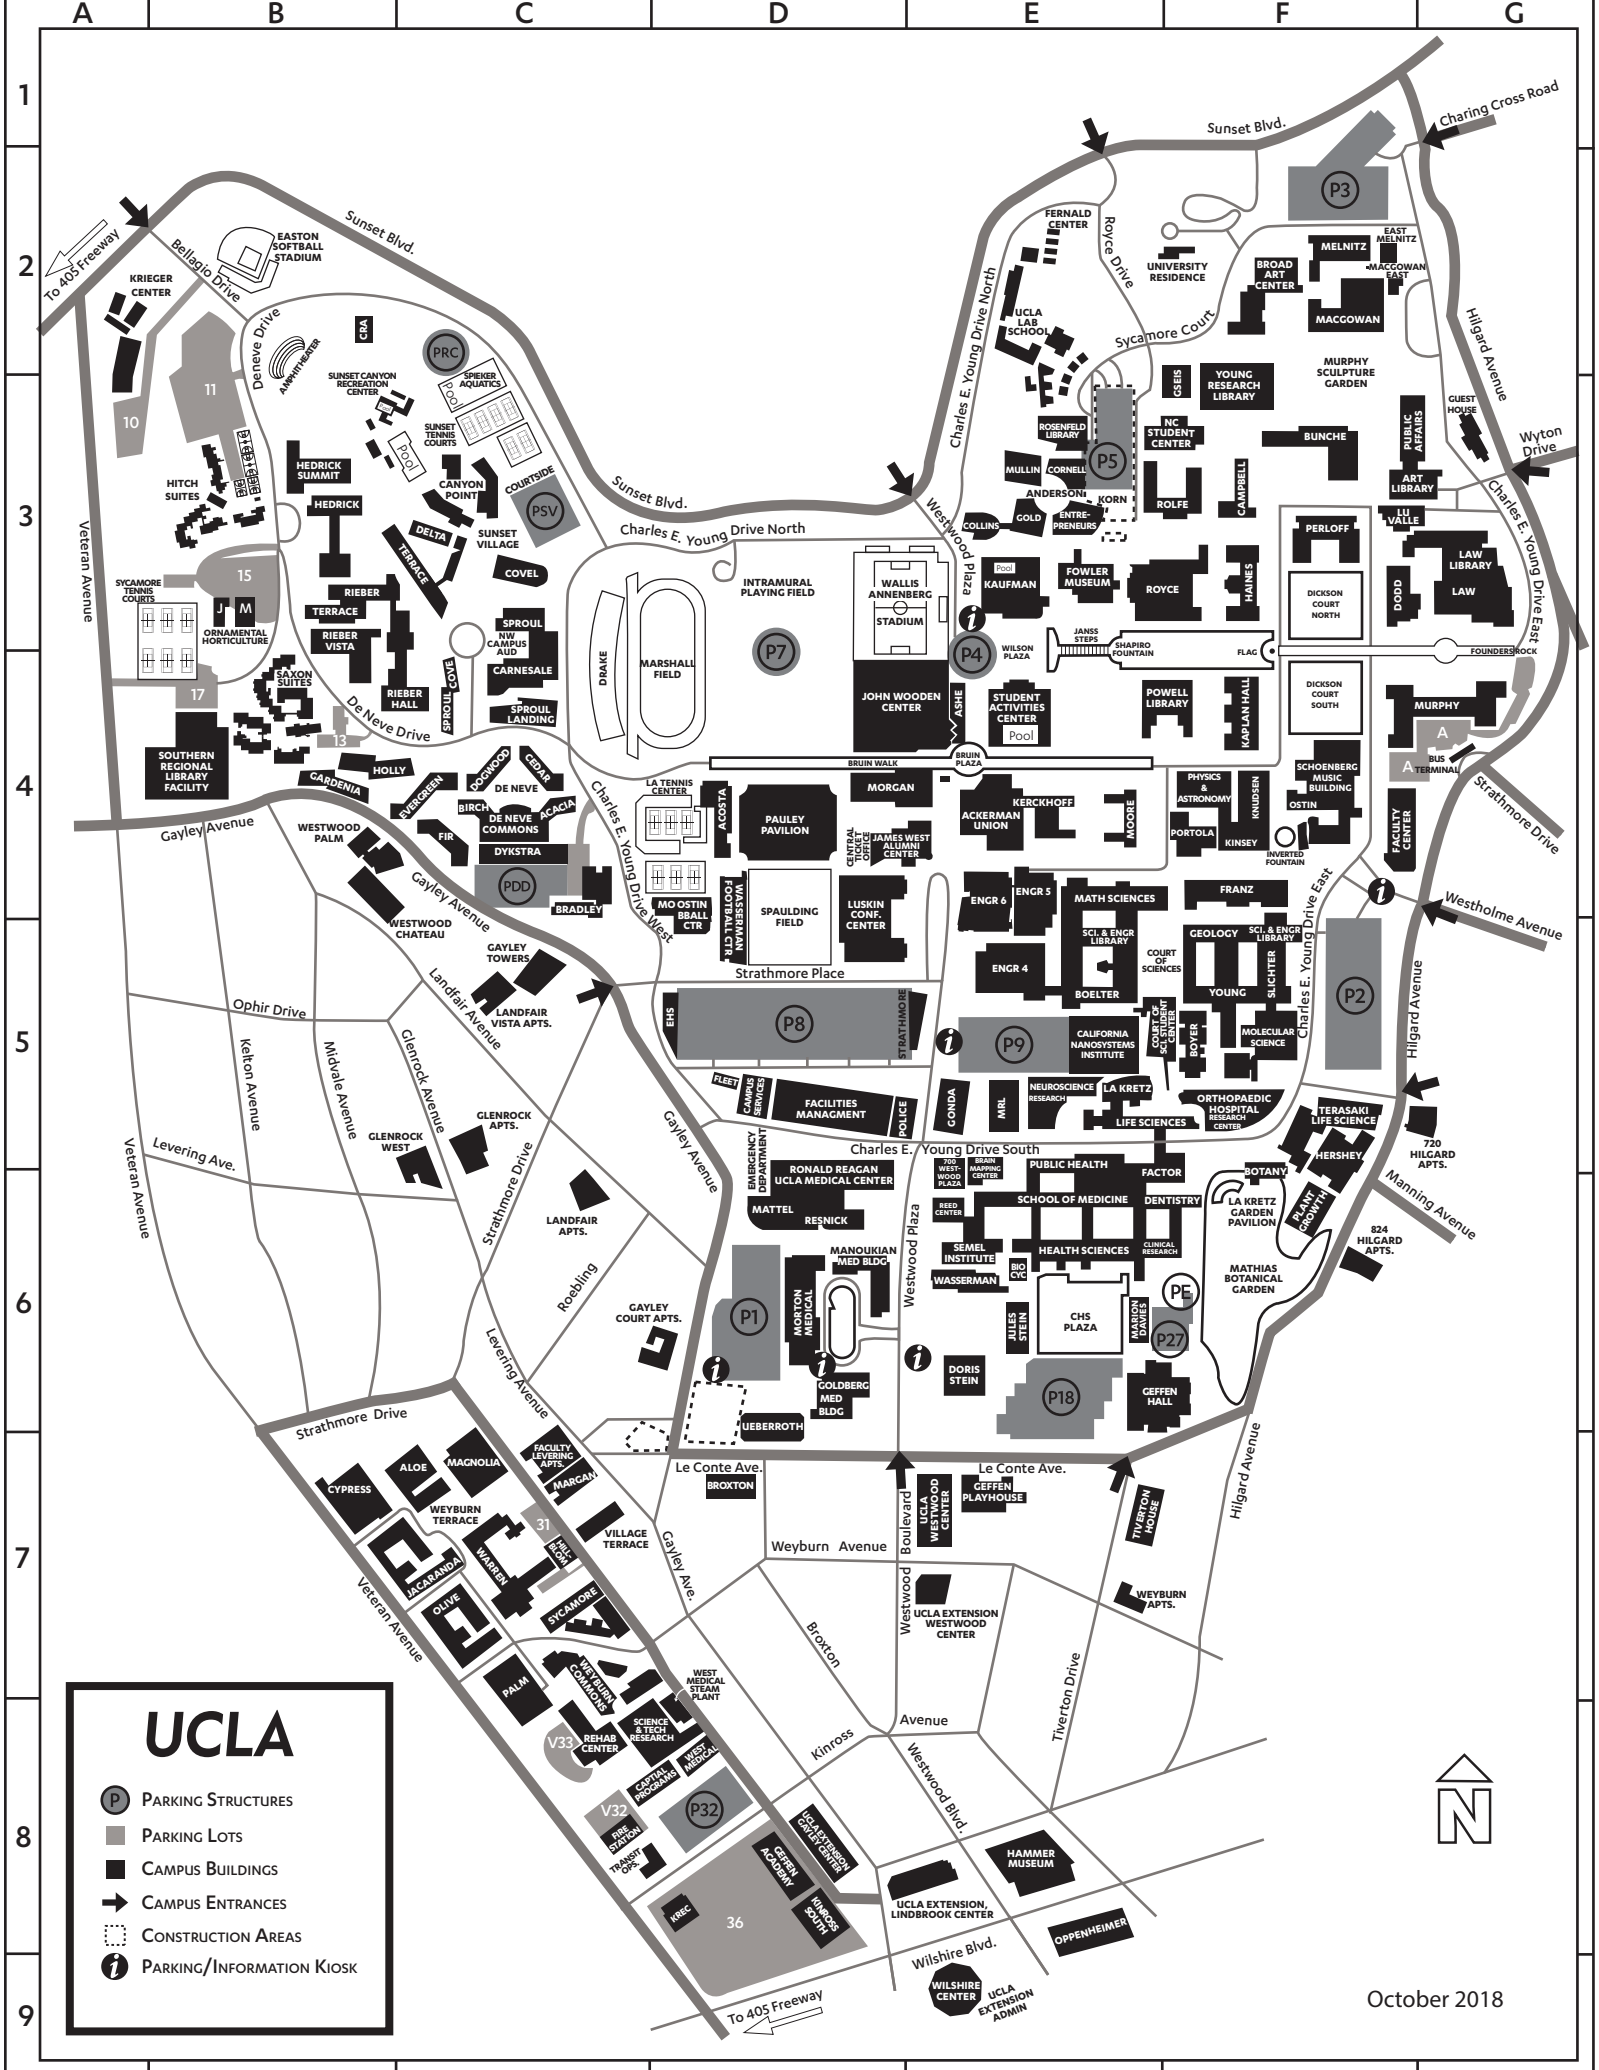 A
B
C
D
E
F
G
1
2
3
4
5
6
7
8
9
Sunset Blvd.
Charing Cross Road
P3
FERNALD
CENTER
Royce Drive
UNIVERSITY
RESIDENCE
BROAD
ART
CENTER
MELNITZ
EAST
MELNITZ
MACGOWAN
EAST
MACGOWAN
To 405 Freeway
Bellagio Drive
EASTON
SOFTBALL
STADIUM
Sunset Blvd.
KRIEGER
CENTER
Deneve Drive
AMPHITHEATER
CRA
PRC
SUNSET CANYON
RECREATION
CENTER
SPIEKER
AQUATICS
Pool
Pool
Pool
SUNSET
TENNIS
COURTS
Charles E. Young Drive North
UCLA
LAB
SCHOOL
Sycamore Court
Hilgard Avenue
MURPHY
SCULPTURE
GARDEN
11
10
GSEIS
YOUNG
RESEARCH
LIBRARY
ROSENFELD
LIBRARY
P5
NC
STUDENT
CENTER
BUNCHE
PUBLIC
AFFAIRS
GUEST
HOUSE
Wyton
Drive
HITCH
SUITES
HEDRICK
SUMMIT
HEDRICK
CANYON
POINT
COURTSIDE
PSV
DELTA
TERRACE
SUNSET
VILLAGE
COVEL
Sunset Blvd.
Charles E. Young Drive North
Westwood Plaza
MULLIN
CORNELL
ANDERSON
KORN
COLLINS
GOLD
ENTRE-
PRENEURS
ROLFE
CAMPBELL
ART
LIBRARY
LU
VALLE
PERLOFF
LAW
LIBRARY
LAW
DODD
Charles E. Young Drive East
Veteran Avenue
SYCAMORE
TENNIS
COURTS
15
J
M
ORNAMENTAL
HORTICULTURE
RIEBER
TERRACE
RIEBER
VISTA
RIEBER
HALL
SPROUL
NW
CAMPUS
AUD
CARNESALE
SPROUL
LANDING
SPROUL COVE
DRAKE
MARSHALL
FIELD
INTRAMURAL
PLAYING FIELD
P7
WALLIS
ANNENBERG
STADIUM
Pool
KAUFMAN
FOWLER
MUSEUM
ROYCE
HAINES
DICKSON
COURT
NORTH
P4
WILSON
PLAZA
JANSS
STEPS
SHAPIRO
FOUNTAIN
FLAG
FOUNDERS ROCK
17
SAXON
SUITES
De Neve Drive
13
SOUTHERN
REGIONAL
LIBRARY
FACILITY
JOHN WOODEN
CENTER
ASHE
STUDENT
ACTIVITIES
CENTER
Pool
POWELL
LIBRARY
KAPLAN HALL
DICKSON
COURT
SOUTH
MURPHY
A
A
BUS
TERMINAL
Strathmore Drive
BRUIN WALK
BRUIN
PLAZA
GARDENIA
HOLLY
EVERGREEN
DOGWOOD
CEDAR
DE NEVE
BIRCH
DE NEVE
COMMONS
ACACIA
FIR
DYKSTRA
PDD
BRADLEY
Gayley Avenue
WESTWOOD
PALM
WESTWOOD
CHATEAU
Gayley Avenue
Charles E. Young Drive West
LA TENNIS
CENTER
ACOSTA
PAULEY
PAVILION
MORGAN
CENTRAL
TICKET
OFFICE
JAMES WEST
ALUMNI
CENTER
ACKERMAN
UNION
KERCKHOFF
MOORE
PHYSICS
&
ASTRONOMY
KNUDSEN
PORTOLA
KINSEY
SCHOENBERG
MUSIC
BUILDING
OSTIN
INVERTED
FOUNTAIN
FACULTY
CENTER
MO OSTIN
BBALL
CTR
WASSERMAN
FOOTBALL CTR
SPAULDING
FIELD
LUSKIN
CONF.
CENTER
ENGR 6
ENGR 5
MATH SCIENCES
FRANZ
Westholme Avenue
SCI. & ENGR
LIBRARY
ENGR 4
BOELTER
COURT
OF
SCIENCES
GEOLOGY
SCI. & ENGR
LIBRARY
YOUNG
SLICHTER
Charles E. Young Drive East
P2
Hilgard Avenue
Strathmore Place
GAYLEY
TOWERS
LANDFAIR
VISTA APTS.
Landfair Avenue
Ophir Drive
Kelton Avenue
Midvale Avenue
Glenrock Avenue
EHS
P8
STRATHMORE
P9
CALIFORNIA
NANOSYSTEMS
INSTITUTE
COURT OF
SCI. STUDENT
CENTER
BOYER
MOLECULAR
SCIENCE
FLEET
CAMPUS
SERVICES
FACILITIES
MANAGMENT
POLICE
GONDA
MRL
NEUROSCIENCE
RESEARCH
LA KRETZ
LIFE SCIENCES
ORTHOPAEDIC
HOSPITAL
RESEARCH
CENTER
TERASAKI
LIFE SCIENCE
HERSHEY
720
HILGARD
APTS.
GLENROCK
APTS.
GLENROCK
WEST
Levering Ave.
Veteran Avenue
Strathmore Drive
LANDFAIR
APTS.
Gayley Avenue
Charles E. Young Drive South
EMERGENCY
DEPARTMENT
RONALD REAGAN
UCLA MEDICAL CENTER
MATTEL
RESNICK
700
WEST-
WOOD
PLAZA
BRAIN
MAPPING
CENTER
PUBLIC HEALTH
FACTOR
REED
CENTER
SCHOOL OF MEDICINE
DENTISTRY
BOTANY
LA KRETZ
GARDEN
PAVILION
PLANT
GROWTH
Manning Avenue
824
HILGARD
APTS.
Westwood Plaza
SEMEL
INSTITUTE
HEALTH SCIENCES
CLINICAL
RESEARCH
WASSERMAN
BIO
CYC
MANOUKIAN
MED BLDG
MORTON
MEDICAL
P1
Roebling
GAYLEY
COURT APTS.
JULES
STEIN
CHS
PLAZA
MARION
DAVIES
PE
P27
MATHIAS
BOTANICAL
GARDEN
DORIS
STEIN
P18
GEFFEN
HALL
GOLDBERG
MED
BLDG
UEBERROTH
Levering Avenue
Strathmore Drive
Le Conte Ave.
Le Conte Ave.
Hilgard Avenue
CYPRESS
ALOE
MAGNOLIA
FACULTY
LEVERING
APTS.
MARGAN
WEYBURN
TERRACE
31
HILL-
BLOM
VILLAGE
TERRACE
WARREN
JACARANDA
OLIVE
SYCAMORE
Veteran Avenue
Gayley Ave.
BROXTON
UCLA
WESTWOOD
CENTER
GEFFEN
PLAYHOUSE
TIVERTON
HOUSE
Weyburn Avenue
Westwood Boulevard
WEYBURN
APTS.
UCLA EXTENSION
WESTWOOD
CENTER
Broxton
Tiverton Drive
PALM
WEYBURN
COMMONS
WEST
MEDICAL
STEAM
PLANT
V33
REHAB
CENTER
SCIENCE
& TECH
RESEARCH
WEST
MEDICAL
CAPTIAL
PROGRAMS
V32
FIRE
STATION
TRANSIT
OPS.
P32
Kinross
Avenue
Westwood Blvd.
UCLA EXTENSION
GAYLEY CENTER
GEFFEN
ACADEMY
KINROSS
SOUTH
KREC
36
HAMMER
MUSEUM
UCLA EXTENSION,
LINDBROOK CENTER
OPPENHEIMER
Wilshire Blvd.
WILSHIRE
CENTER
UCLA
EXTENSION
ADMIN
To 405 Freeway
UCLA
P PARKING STRUCTURES
PARKING LOTS
CAMPUS BUILDINGS
CAMPUS ENTRANCES
CONSTRUCTION AREAS
i PARKING/INFORMATION KIOSK
N
October 2018